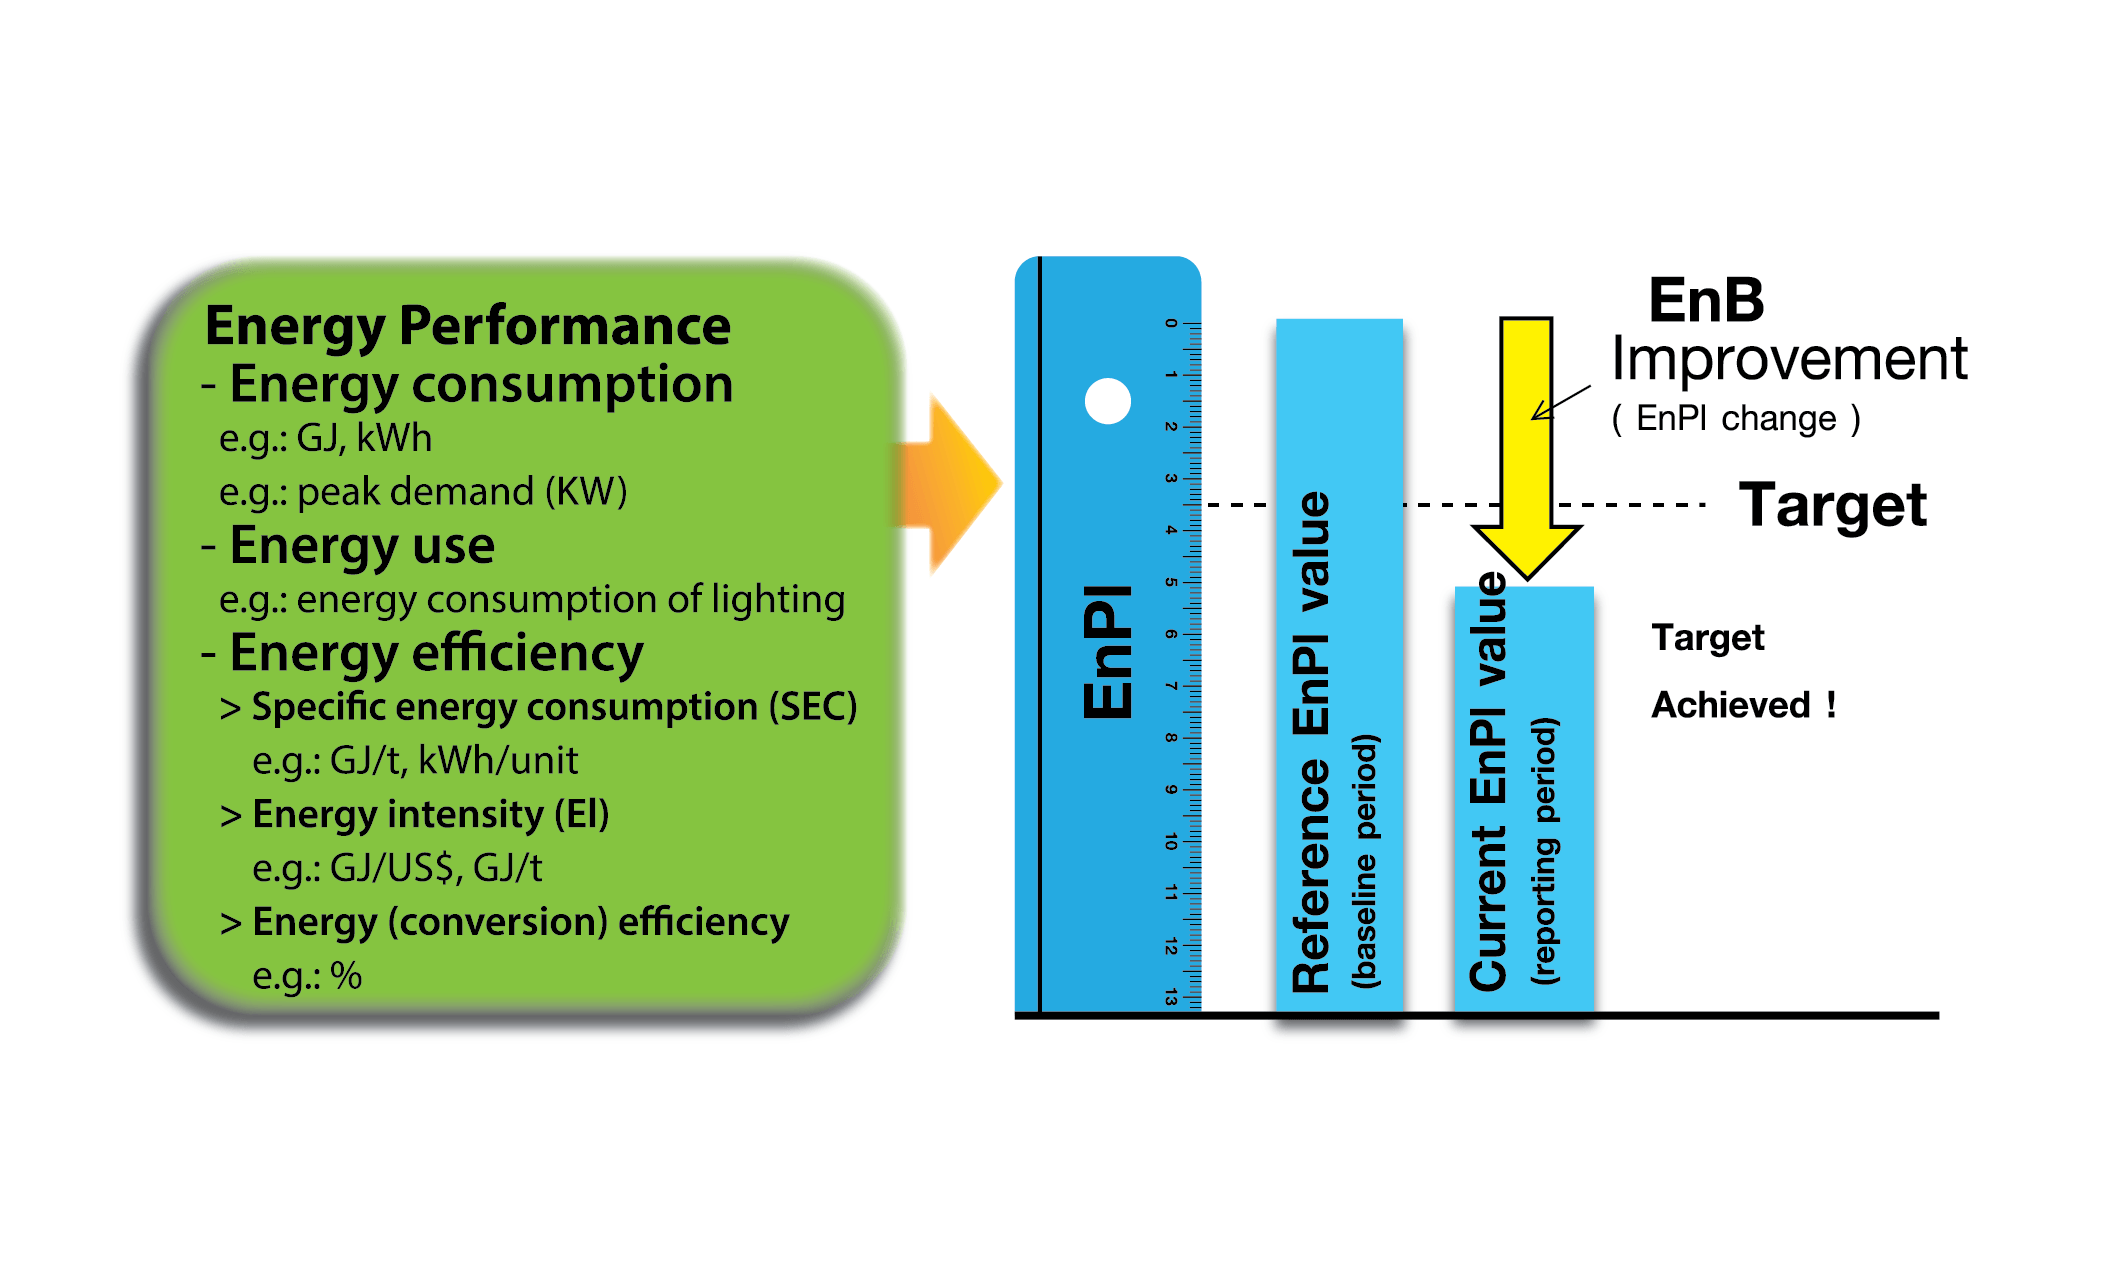 Energy Performance
- Energy consumption
e.g.: GJ, kWh
e.g.: peak demand (KW)
- Energy use
e.g.: energy consumption of lighting
- Energy efficiency
> Specific energy consumption (SEC)
e.g.: GJ/t, kWh/unit
> Energy intensity (El)
e.g.: GJ/US$, GJ/t
> Energy (conversion) efficiency
e.g.: %
EnPI
0
1
2
3
4
5
6
7
8
9
10
11
12
13
Reference EnPI value
(baseline period)
Current EnPI value
(reporting period)
EnB
Improvement
( EnPI change )
Target
Target
Achieved !